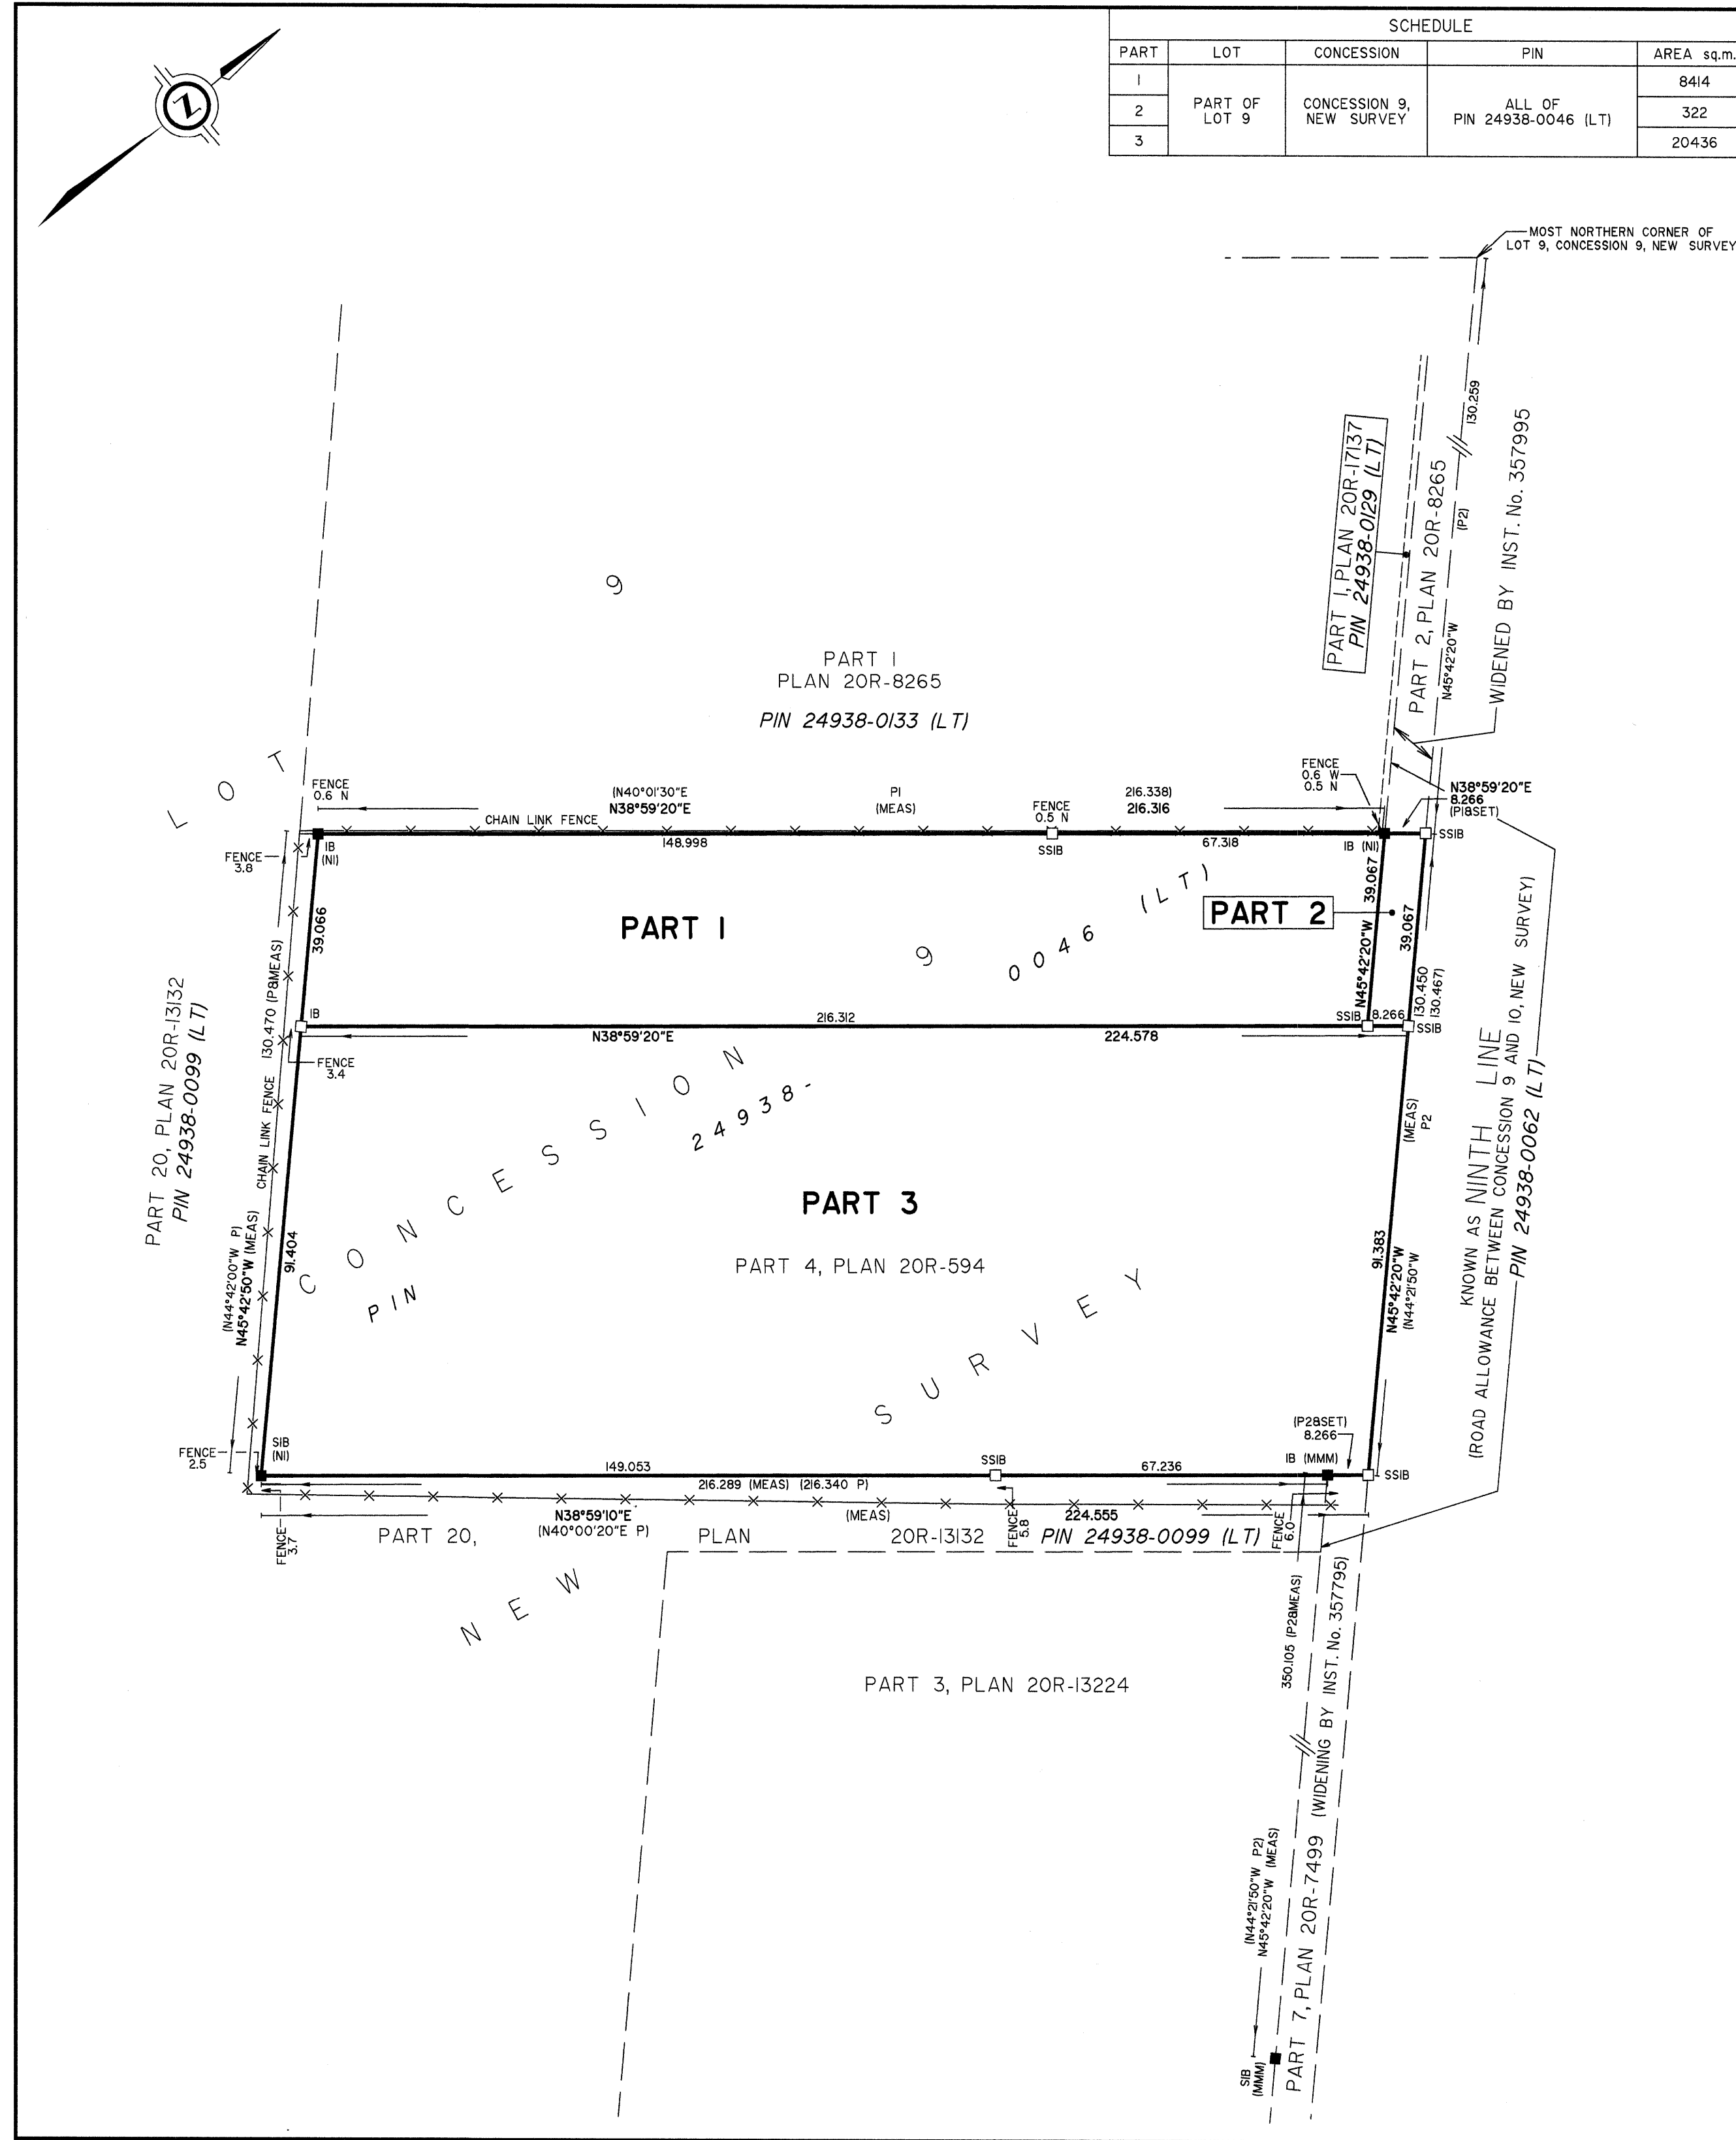 SCHEDULE
PART LOT CONCESSION PIN AREA sq.m.
1 8414
2 PART OF LOT 9 CONCESSION 9, NEW SURVEY ALL OF PIN 24938-0046 (LT) 322
3 20436
Z
MOST NORTHERN CORNER OF
LOT 9, CONCESSION 9, NEW SURVEY
130.259
(P2)
N45°42'20"W
WIDENED BY INST. No. 357995
PART 2, PLAN 20R-8265
PART 1, PLAN 20R-17137
PIN 24938-0129 (LT)
LOT 9
PART 1
PLAN 20R-8265
PIN 24938-0133 (LT)
FENCE
0.6 N
(N40°01'30"E P1 216.338)
N38°59'20"E (MEAS) 216.316
CHAIN LINK FENCE
FENCE
0.5 N
FENCE
0.6 W
0.5 N
N38°59'20"E
8.266
(P1&SET)
SSIB
FENCE
3.8
IB
(NI)
148.998
SSIB
67.318
IB (NI)
39.066
PART 1
PART 2
39.067
N45°42'20"W
39.067
130.450
130.467)
PIN 24938-0046 (LT)
PART 20, PLAN 20R-13132
PIN 24938-0099 (LT)
CHAIN LINK FENCE 130.470 (P&MEAS)
(N44°42'00"W P)
N45°42'50"W (MEAS)
IB
FENCE
3.4
216.312
N38°59'20"E
224.578
SSIB
8.266
SSIB
CONCESSION 9
91.404
PART 3
PART 4, PLAN 20R-594
(MEAS)
P2
91.383
N45°42'20"W
(N44°21'50"W
KNOWN AS NINTH LINE
(ROAD ALLOWANCE BETWEEN CONCESSION 9 AND 10, NEW SURVEY)
PIN 24938-0062 (LT)
NEW SURVEY
FENCE
2.5
SIB
(NI)
149.053
SSIB
67.236
(P2&SET)
8.266
IB (MMM)
SSIB
216.289 (MEAS) (216.340 P)
N38°59'10"E (MEAS) 224.555
(N40°00'20"E P)
FENCE
3.7
FENCE
5.8
FENCE
6.0
PART 20, PLAN 20R-13132 PIN 24938-0099 (LT)
PART 3, PLAN 20R-13224
350.105 (P2&MEAS)
(N44°21'50"W P2)
N45°42'20"W (MEAS)
PART 7, PLAN 20R-7499 (WIDENING BY INST. No. 357795)
SIB
(MMM)